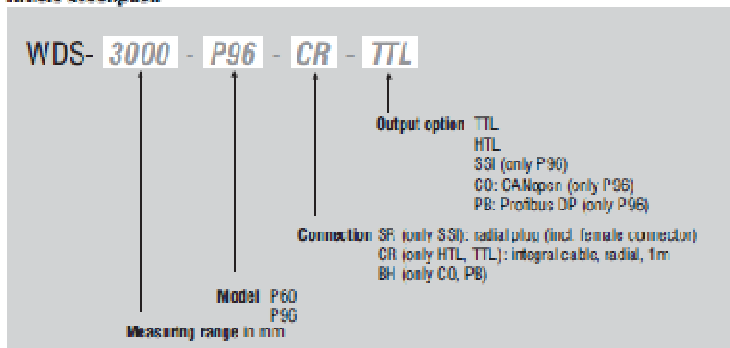 WDS- 3000 - P96 - CR - TTL
Output option TTL
HTL
SSI (only P96)
CO: CANopen (only P96)
PB: Profibus DP (only P96)
Connection SR (only SSI): radial plug (incl. female connector)
CR (only HTL, TTL): integral cable, radial, 1m
BH (only CO, PB)
Model P60
P96
Measuring range in mm